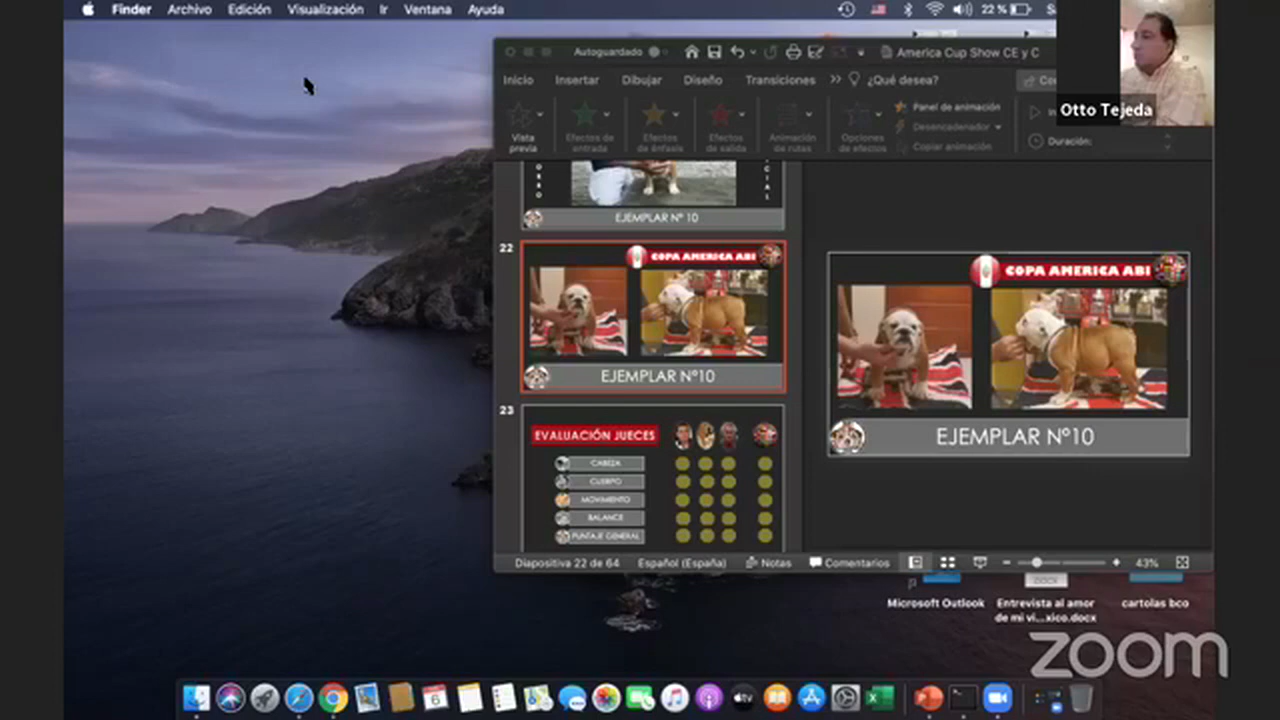 Finder Archivo Edición Visualización Ir Ventana Ayuda 22 %
Autoguardado America Cup Show CE y C
Inicio Insertar Dibujar Diseño Transiciones ¿Qué desea?
Vista previa
Efectos de entrada
Efectos de énfasis
Efectos de salida
Animación de rutas
Opciones de efectos
Panel de animación
Desencadenador
Copiar animación
Duración:
Otto Tejeda
EJEMPLAR Nº 10
22
COPA AMERICA ABI
EJEMPLAR Nº10
23
EVALUACIÓN JUECES
CABEZA
CUERPO
MOVIMIENTO
BALANCE
PUNTAJE GENERAL
COPA AMERICA ABI
EJEMPLAR Nº10
Diapositiva 22 de 64 Español (España) Notas Comentarios 43%
Microsoft Outlook
DOCX
Entrevista al amor
de mi vi...xico.docx
cartolas bco
6
zoom